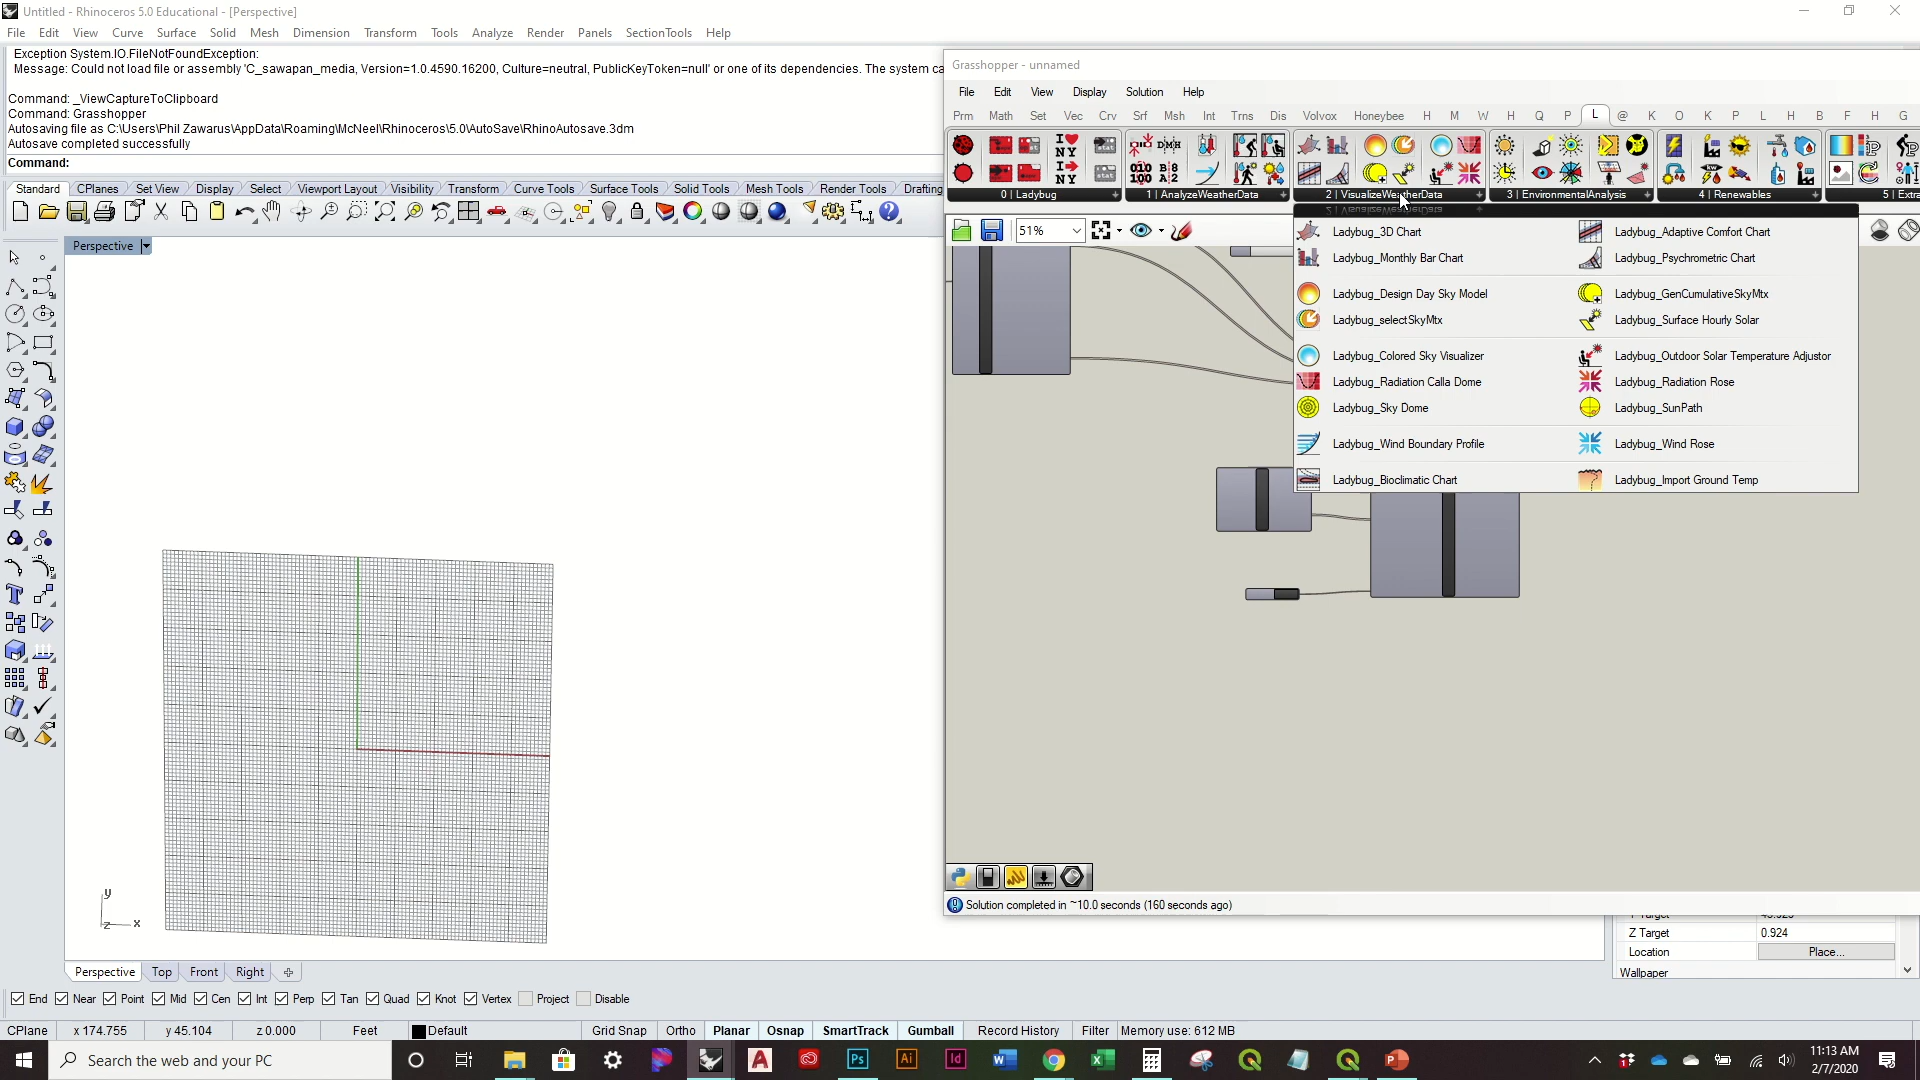 Untitled - Rhinoceros 5.0 Educational - [Perspective]
File Edit View Curve Surface Solid Mesh Dimension Transform Tools Analyze Render Panels SectionTools Help
Exception System.IO.FileNotFoundException:
Message: Could not load file or assembly 'C_sawapan_media, Version=1.0.4590.16200, Culture=neutral, PublicKeyToken=null' or one of its dependencies. The system ca
Command: _ViewCaptureToClipboard
Command: Grasshopper
Autosaving file as C:\Users\Phil Zawarus\AppData\Roaming\McNeel\Rhinoceros\5.0\AutoSave\RhinoAutosave.3dm
Autosave completed successfully
Command:
Standard CPlanes Set View Display Select Viewport Layout Visibility Transform Curve Tools Surface Tools Solid Tools Mesh Tools Render Tools Drafting
Perspective
Grasshopper - unnamed
File Edit View Display Solution Help
Prm Math Set Vec Crv Srf Msh Int Trns Dis Volvox Honeybee H M W H Q P L @ K O K P L H B F H G
0 | Ladybug 1 | AnalyzeWeatherData 2 | VisualizeWeatherData 3 | EnvironmentalAnalysis 4 | Renewables 5 | Extra
51%
Ladybug_3D Chart Ladybug_Adaptive Comfort Chart
Ladybug_Monthly Bar Chart Ladybug_Psychrometric Chart
Ladybug_Design Day Sky Model Ladybug_GenCumulativeSkyMtx
Ladybug_selectSkyMtx Ladybug_Surface Hourly Solar
Ladybug_Colored Sky Visualizer Ladybug_Outdoor Solar Temperature Adjustor
Ladybug_Radiation Calla Dome Ladybug_Radiation Rose
Ladybug_Sky Dome Ladybug_SunPath
Ladybug_Wind Boundary Profile Ladybug_Wind Rose
Ladybug_Bioclimatic Chart Ladybug_Import Ground Temp
y
z x
Solution completed in ~10.0 seconds (160 seconds ago)
Z Target 0.924
Location Place...
Wallpaper
Perspective Top Front Right
End Near Point Mid Cen Int Perp Tan Quad Knot Vertex Project Disable
CPlane x 174.755 y 45.104 z 0.000 Feet Default Grid Snap Ortho Planar Osnap SmartTrack Gumball Record History Filter Memory use: 612 MB
Search the web and your PC
11:13 AM
2/7/2020